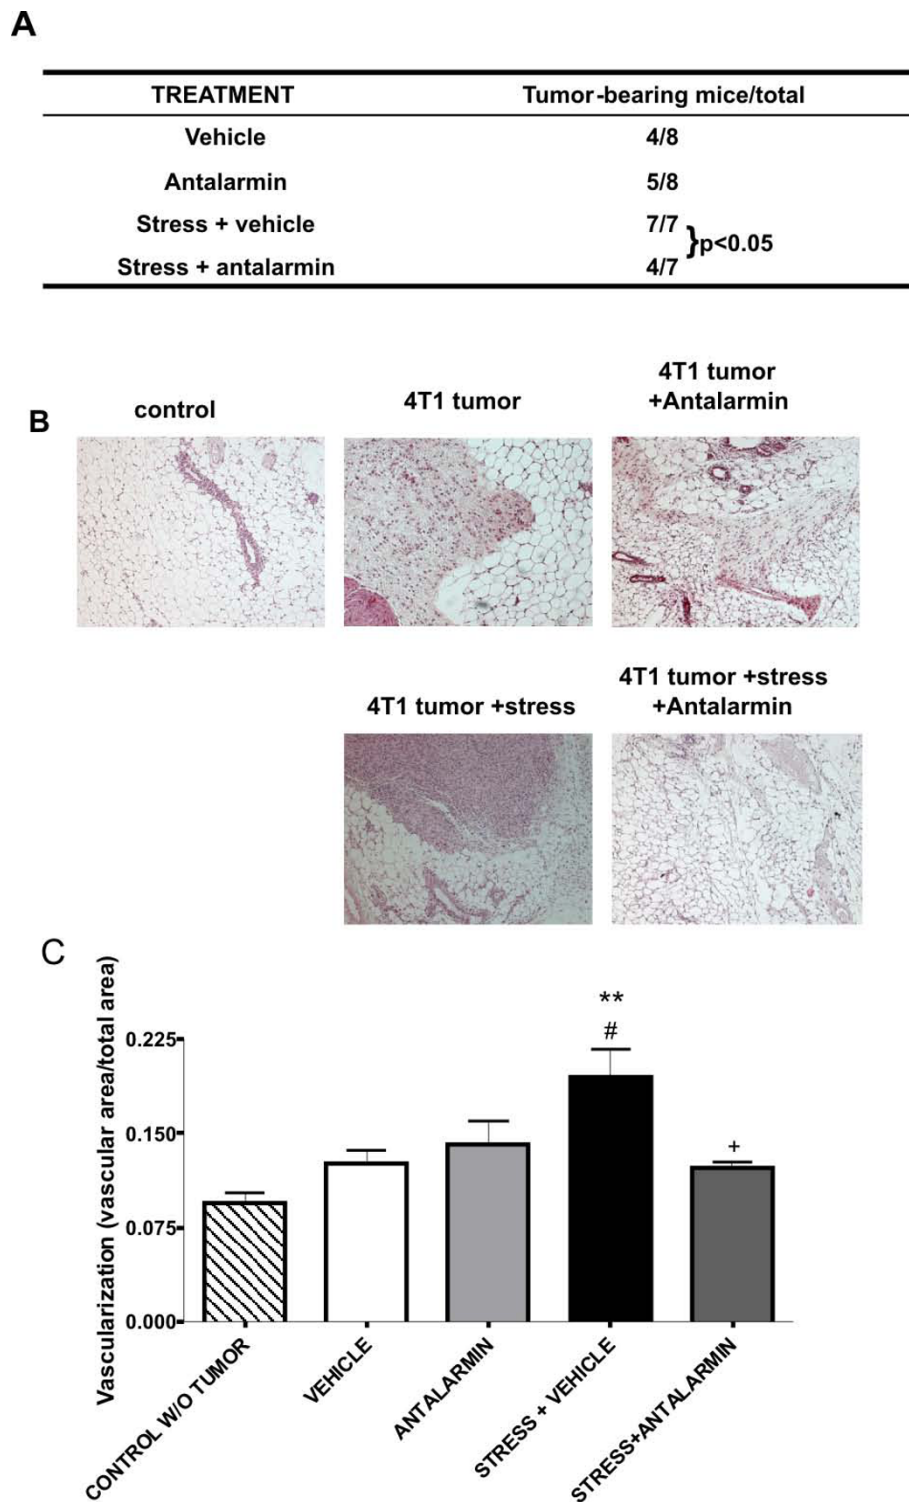 A
TREATMENT Tumor-bearing mice/total
Vehicle 4/8
Antalarmin 5/8
Stress + vehicle 7/7
}p<0.05
Stress + antalarmin 4/7
B
control
4T1 tumor
4T1 tumor
+Antalarmin
4T1 tumor +stress
4T1 tumor +stress
+Antalarmin
C
Vascularization (vascular area/total area)
0.225
0.150
0.075
0.000
**
#
+
CONTROL W/O TUMOR
VEHICLE
ANTALARMIN
STRESS + VEHICLE
STRESS+ANTALARMIN